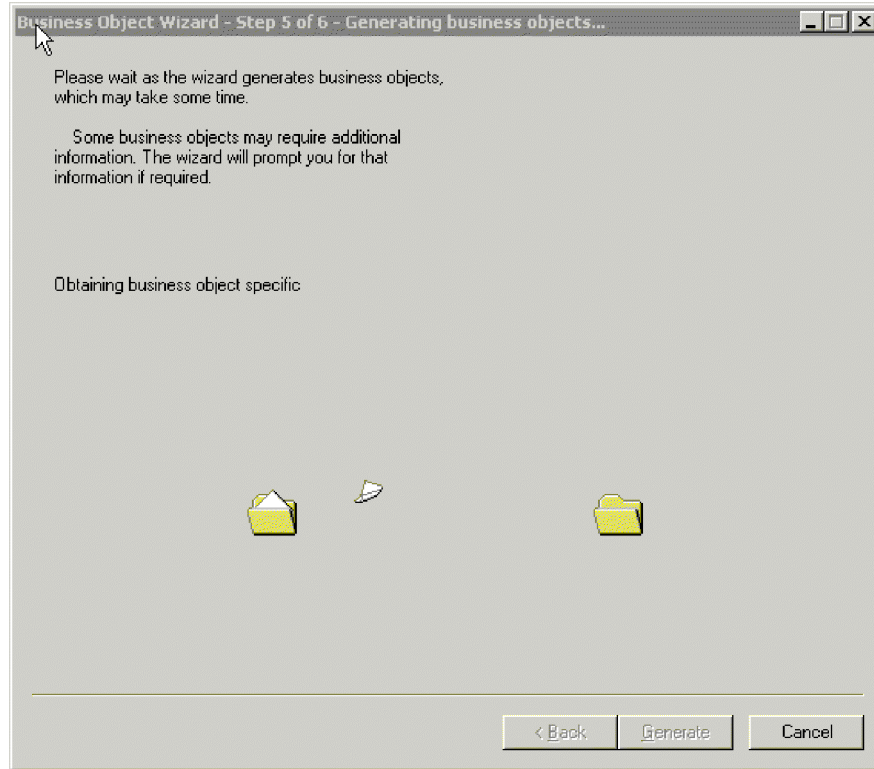 Business Object Wizard - Step 5 of 6 - Generating business objects...
Please wait as the wizard generates business objects,
which may take some time.
Some business objects may require additional
information. The wizard will prompt you for that
information if required.
Obtaining business object specific
< Back
Generate
Cancel